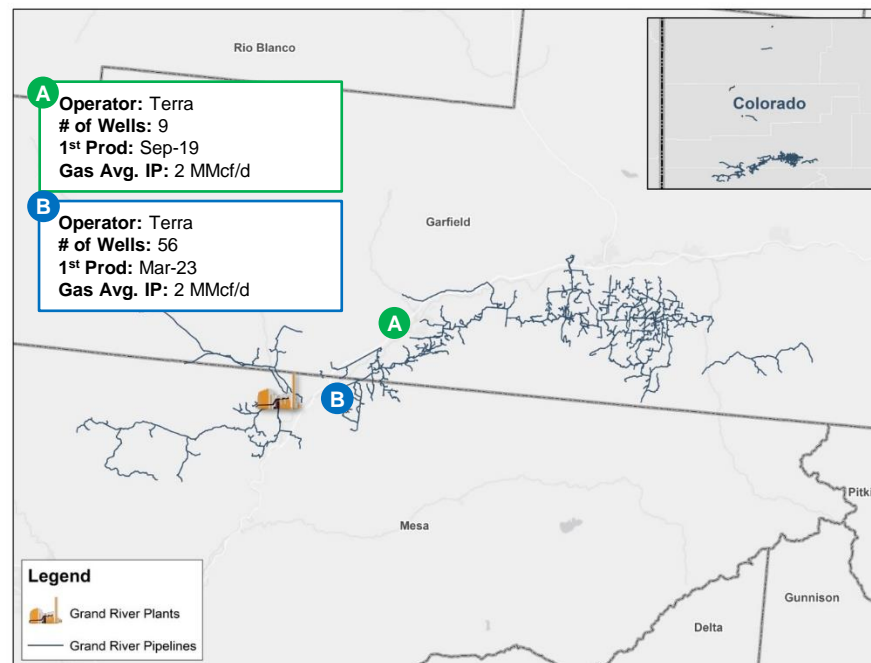 Rio Blanco
A
Operator: Terra
# of Wells: 9
1st Prod: Sep-19
Gas Avg. IP: 2 MMcf/d
Colorado
B
Operator: Terra
# of Wells: 56
1st Prod: Mar-23
Gas Avg. IP: 2 MMcf/d
Garfield
A
B
Pitki
Mesa
Gunnison
Delta
Legend
Grand River Plants
Grand River Pipelines